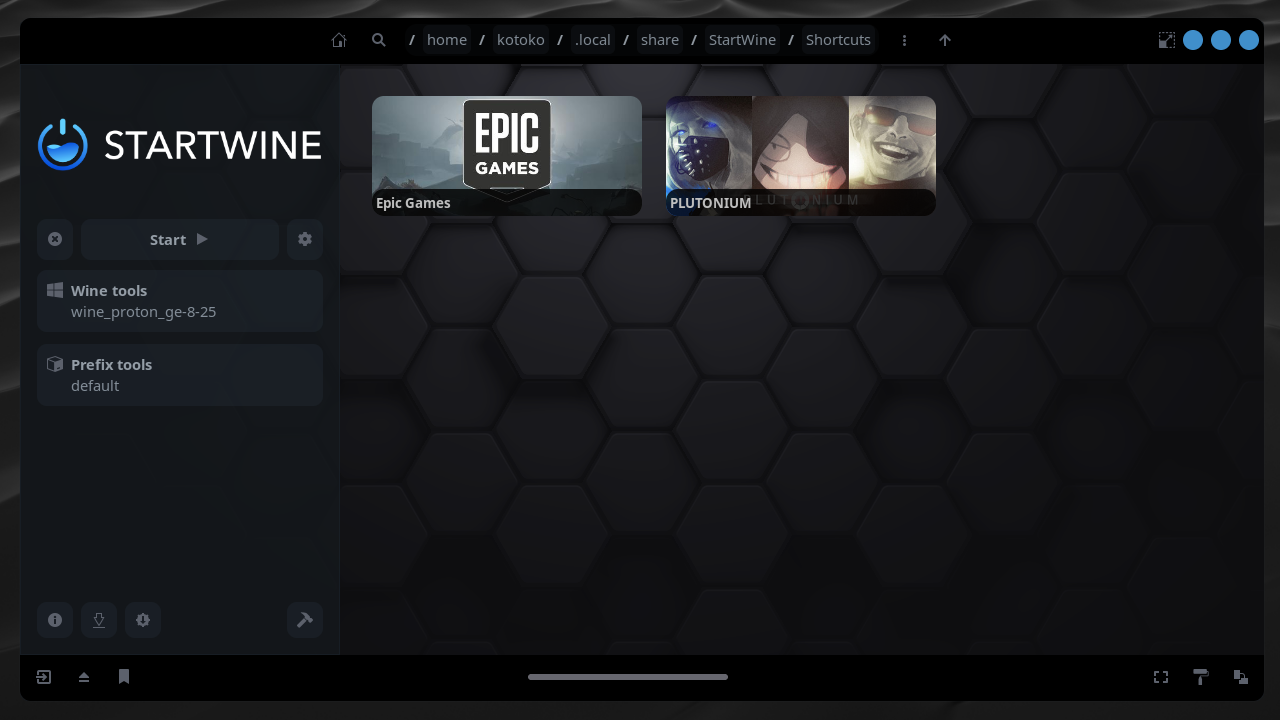 / home / kotoko / .local / share / StartWine / Shortcuts
STARTWINE
Start
Wine tools
wine_proton_ge-8-25
Prefix tools
default
EPIC
GAMES
Epic Games
PLUTONIUM
PLUTONIUM